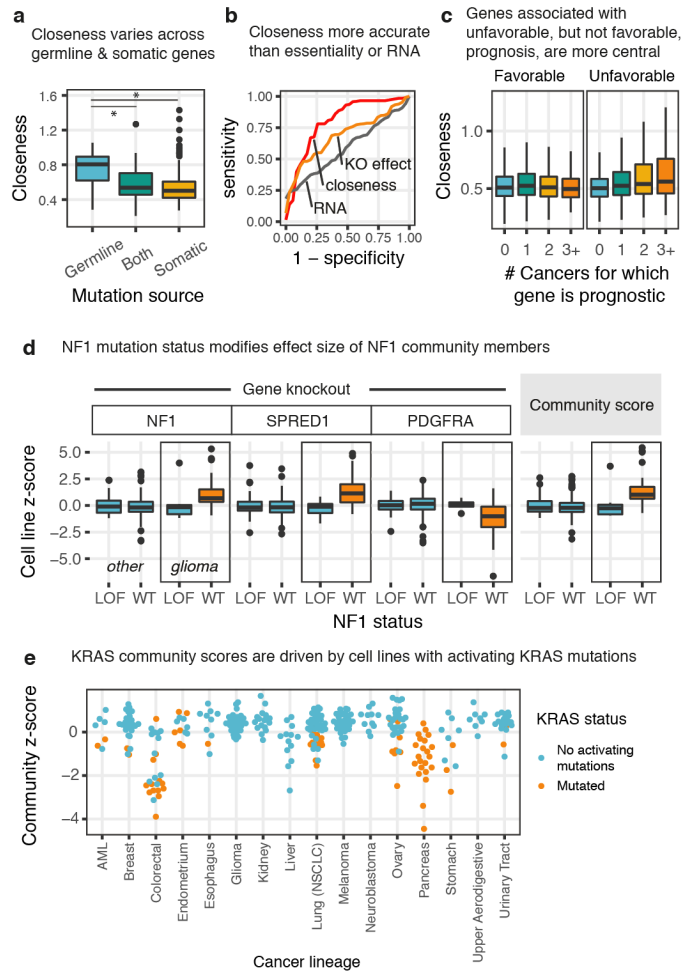 a
Closeness varies across
germline & somatic genes
Closeness
1.6
1.2
0.8
0.4
*
*
Germline
Both
Somatic
Mutation source
b
Closeness more accurate
than essentiality or RNA
sensitivity
1.00
0.75
0.50
0.25
0.00
KO effect
closeness
RNA
0.00 0.25 0.50 0.75 1.00
1 − specificity
c
Genes associated with
unfavorable, but not favorable,
prognosis, are more central
Favorable Unfavorable
Closeness
1.0
0.5
0 1 2 3+ 0 1 2 3+
# Cancers for which
gene is prognostic
d
NF1 mutation status modifies effect size of NF1 community members
Gene knockout
Community score
NF1 SPRED1 PDGFRA
Cell line z-score
5.0
2.5
0.0
−2.5
−5.0
other glioma
LOF WT LOF WT LOF WT LOF WT LOF WT LOF WT LOF WT LOF WT
NF1 status
e
KRAS community scores are driven by cell lines with activating KRAS mutations
Community z-score
0
−2
−4
KRAS status
No activating
mutations
Mutated
AML
Breast
Colorectal
Endometrium
Esophagus
Glioma
Kidney
Liver
Lung (NSCLC)
Melanoma
Neuroblastoma
Ovary
Pancreas
Stomach
Upper Aerodigestive
Urinary Tract
Cancer lineage